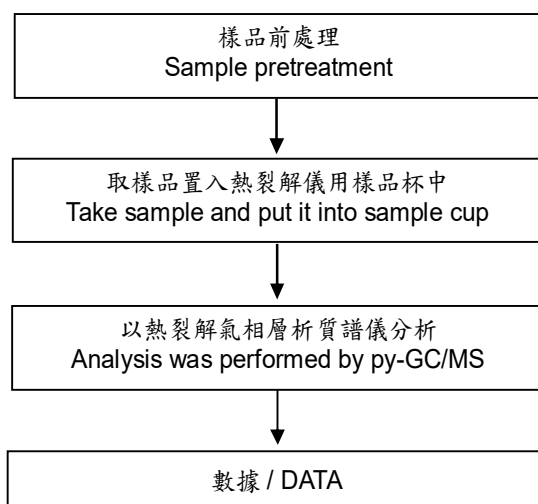 樣品前處理
Sample pretreatment
取樣品置入熱裂解儀用樣品杯中
Take sample and put it into sample cup
以熱裂解氣相層析質譜儀分析
Analysis was performed by py-GC/MS
數據 / DATA